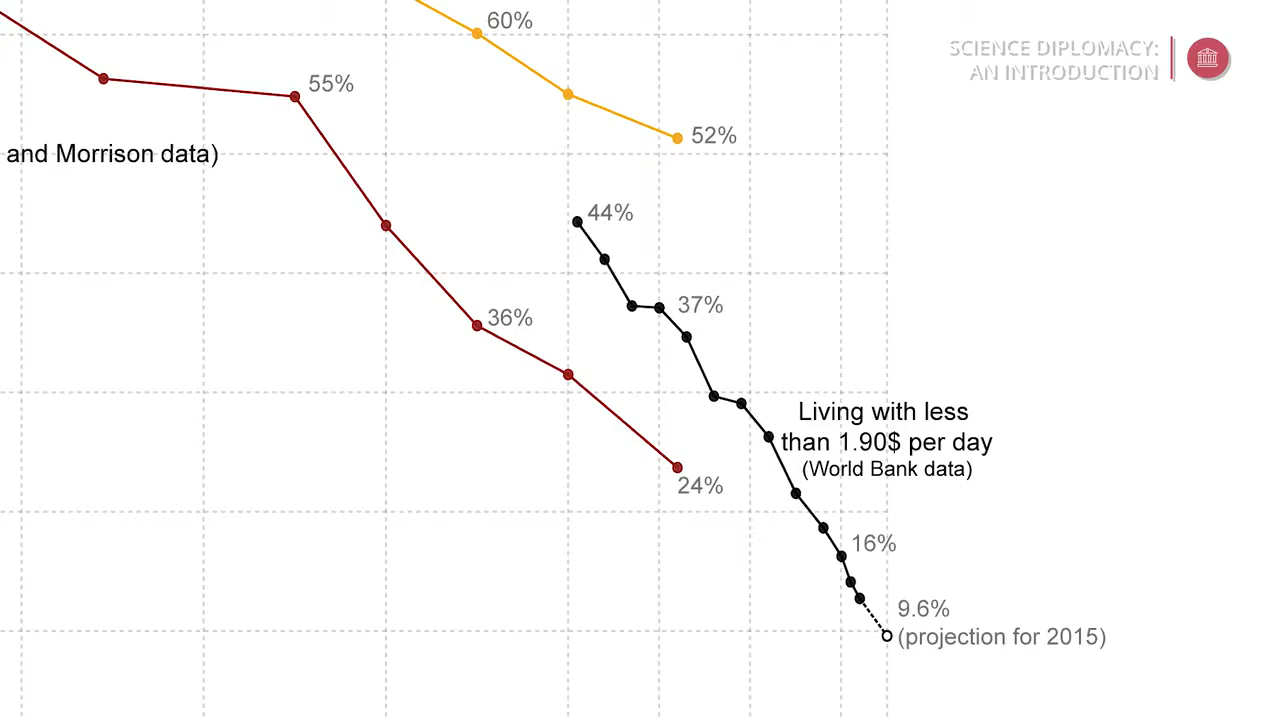 60%
SCIENCE DIPLOMACY:
AN INTRODUCTION
55%
52%
and Morrison data)
44%
37%
36%
Living with less
than 1.90$ per day
(World Bank data)
24%
16%
9.6%
(projection for 2015)